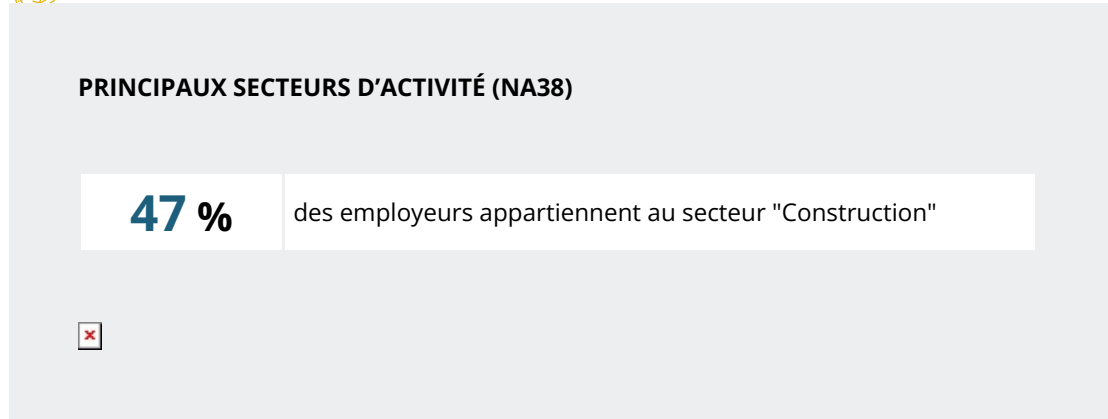 PRINCIPAUX SECTEURS D’ACTIVITÉ (NA38)
47 %
des employeurs appartiennent au secteur "Construction"